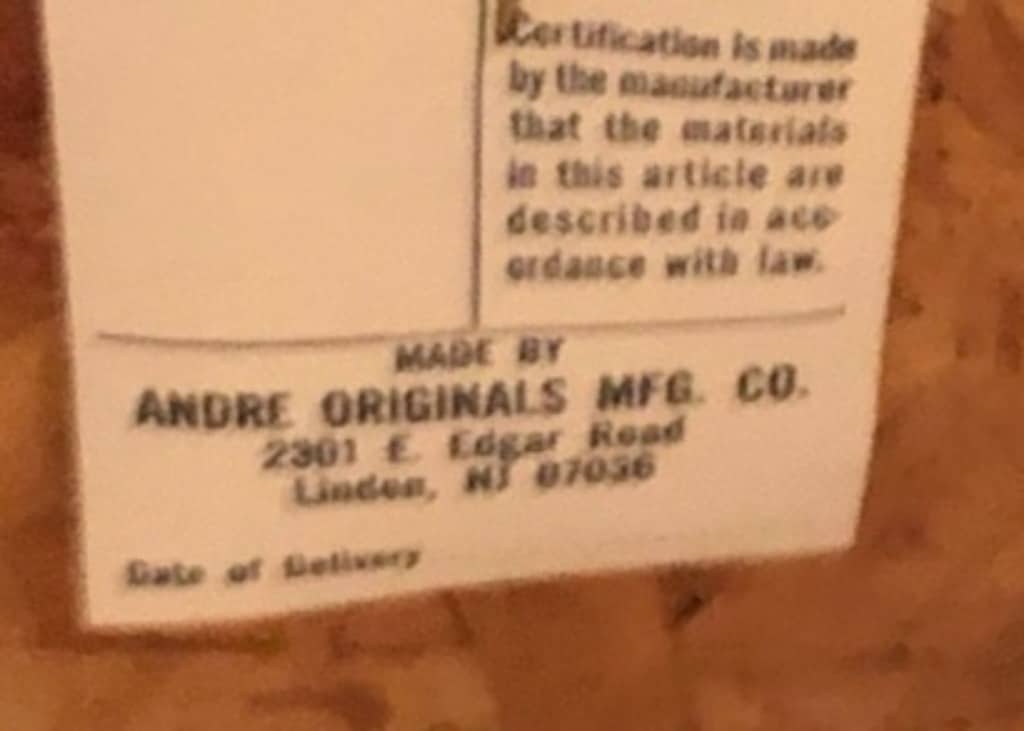 Certification is made
by the manufacturer
that the materials
in this article are
described in acc-
ordance with law.
MADE BY
ANDRE ORIGINALS MFG. CO.
2301 E. Edgar Road
Linden, NJ 07036
Date of Delivery